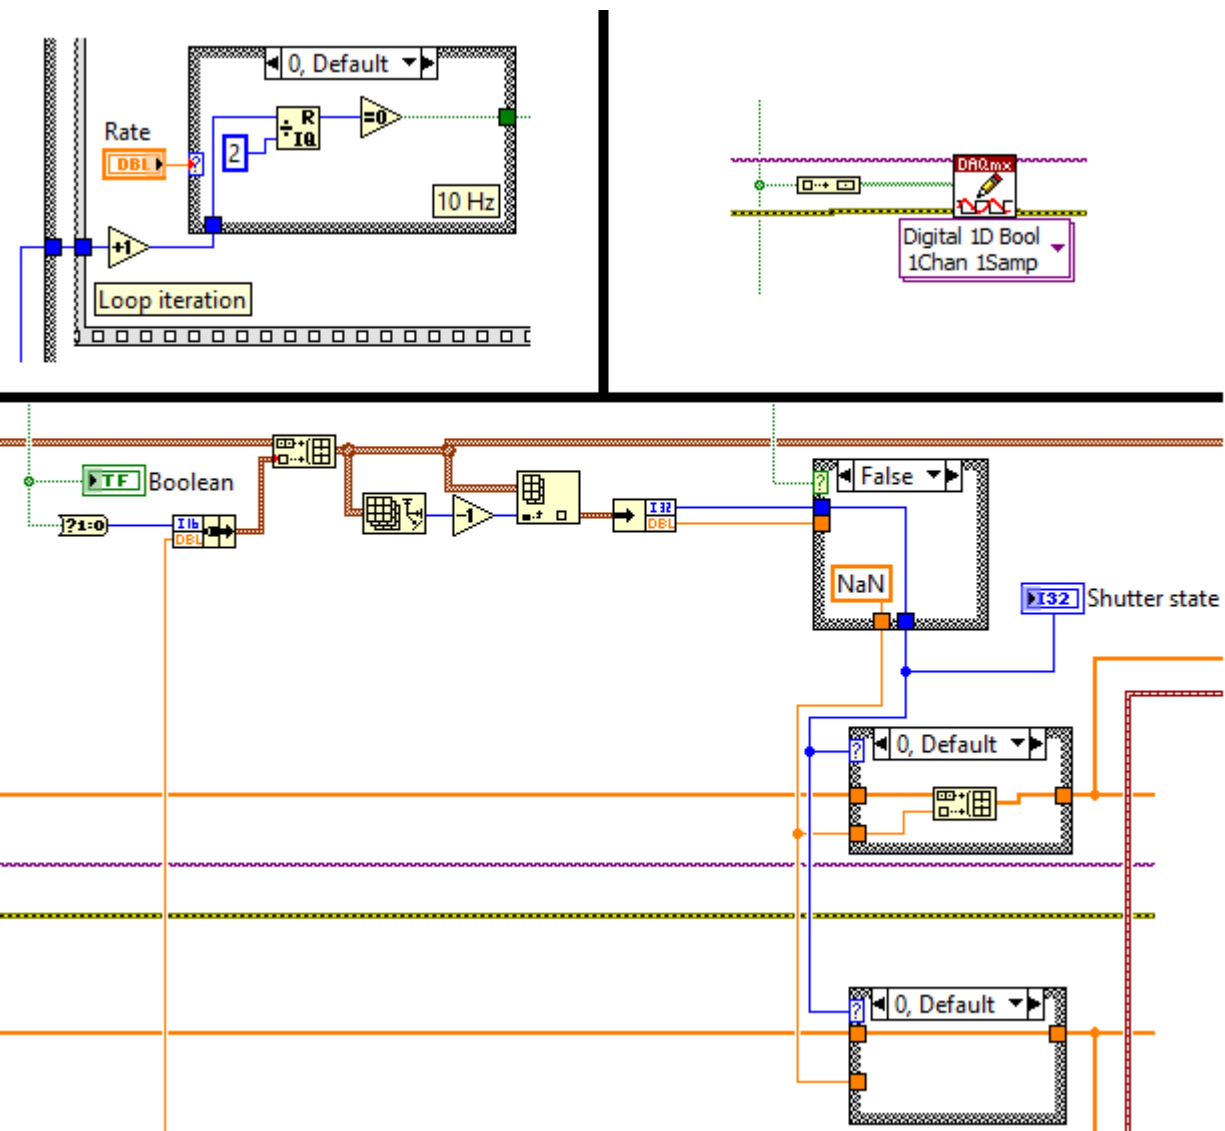 0, Default
R
IQ
=0
2
Rate
DBL
?
10 Hz
+1
Loop iteration
DAQmx
Digital 1D Bool
1Chan 1Samp
TF
Boolean
?1:0
I16
DBL
-1
I32
DBL
False
?
NaN
I32
Shutter state
0, Default
?
0, Default
?